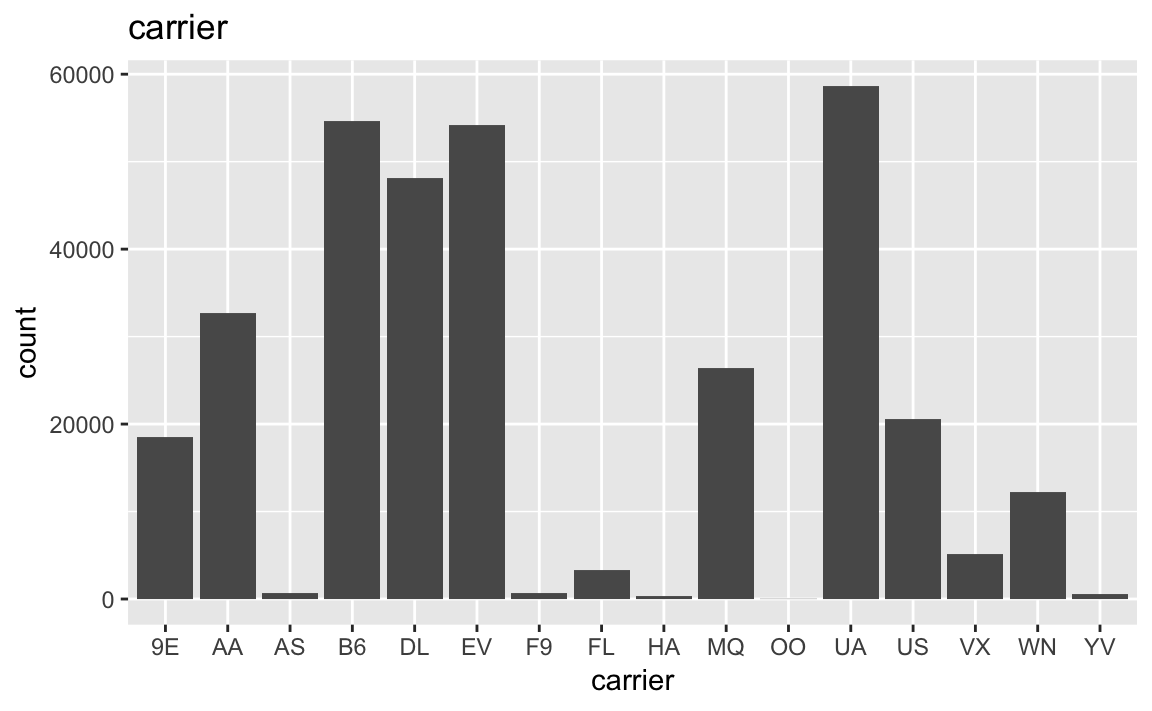 carrier
60000
40000
20000
0
count
9E AA AS B6 DL EV F9 FL HA MQ OO UA US VX WN YV
carrier